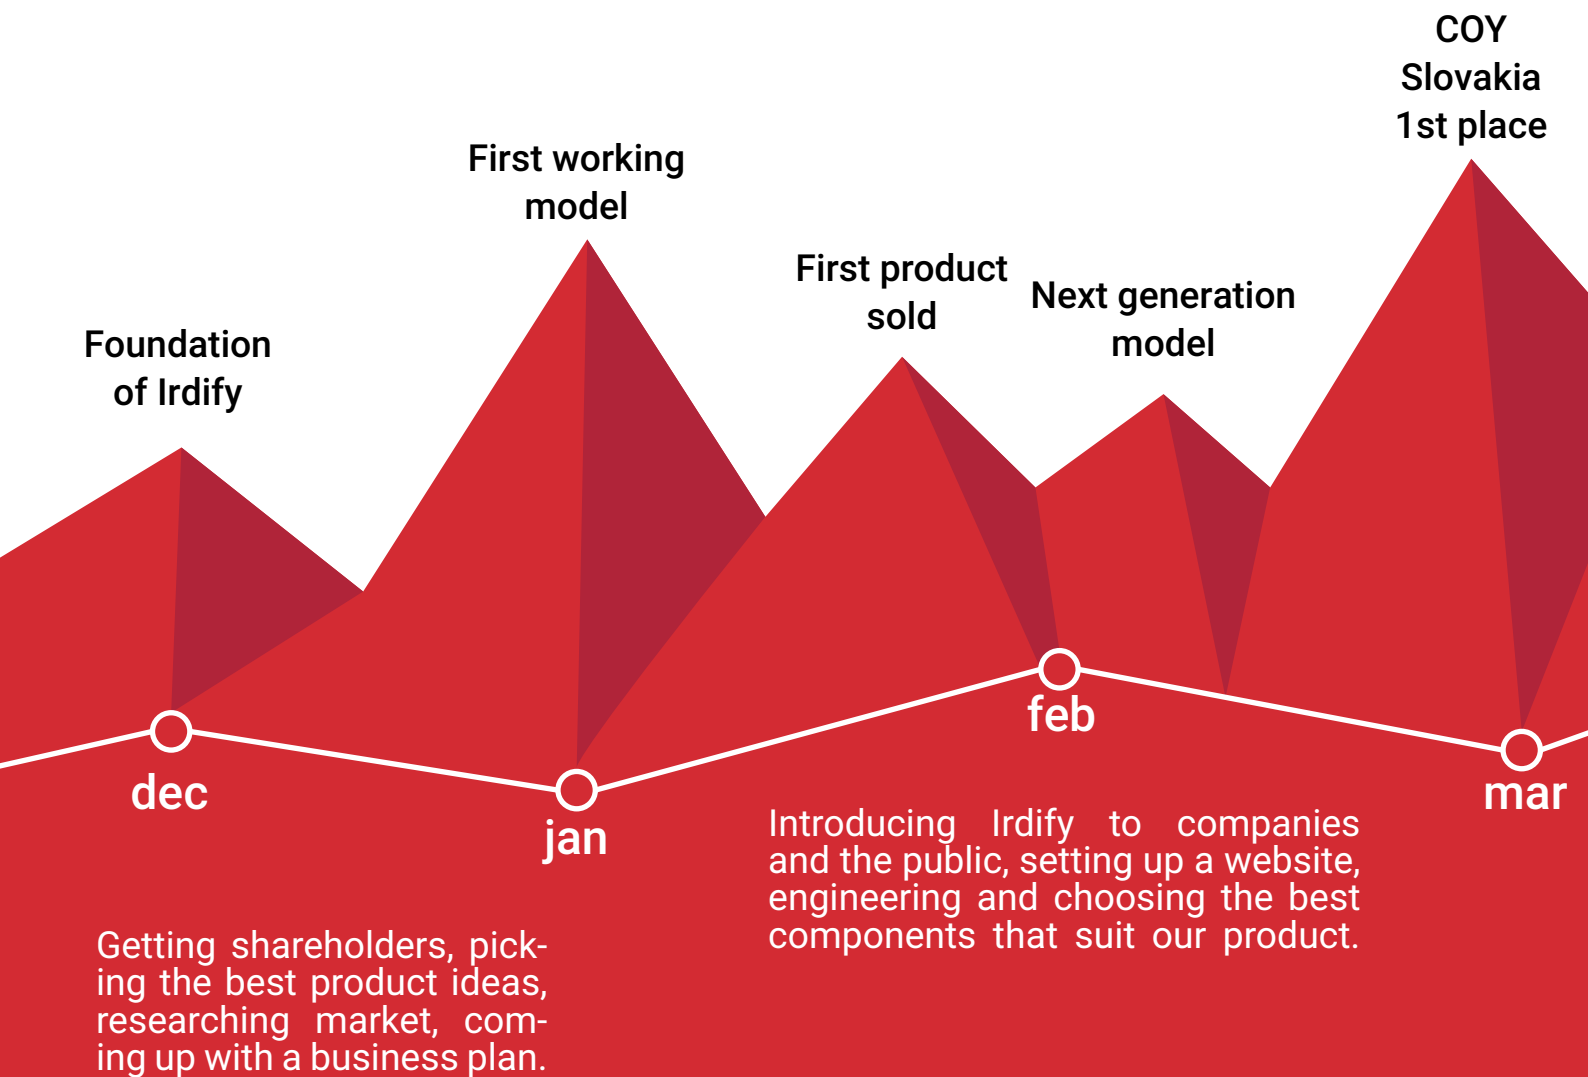 COY
Slovakia
1st place
First working
model
First product
sold
Next generation
model
Foundation
of Irdify
dec
jan
feb
mar
Getting shareholders, pick-
ing the best product ideas,
researching market, com-
ing up with a business plan.
Introducing Irdify to companies
and the public, setting up a website,
engineering and choosing the best
components that suit our product.